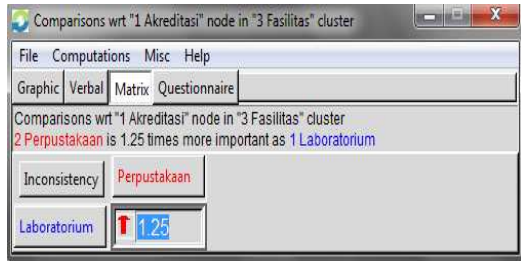 Comparisons wrt "1 Akreditasi" node in "3 Fasilitas" cluster
File Computations Misc Help
Graphic Verbal Matrix Questionnaire
Comparisons wrt "1 Akreditasi" node in "3 Fasilitas" cluster
2 Perpustakaan is 1.25 times more important as 1 Laboratorium
Inconsistency Perpustakaan
Laboratorium 1.25